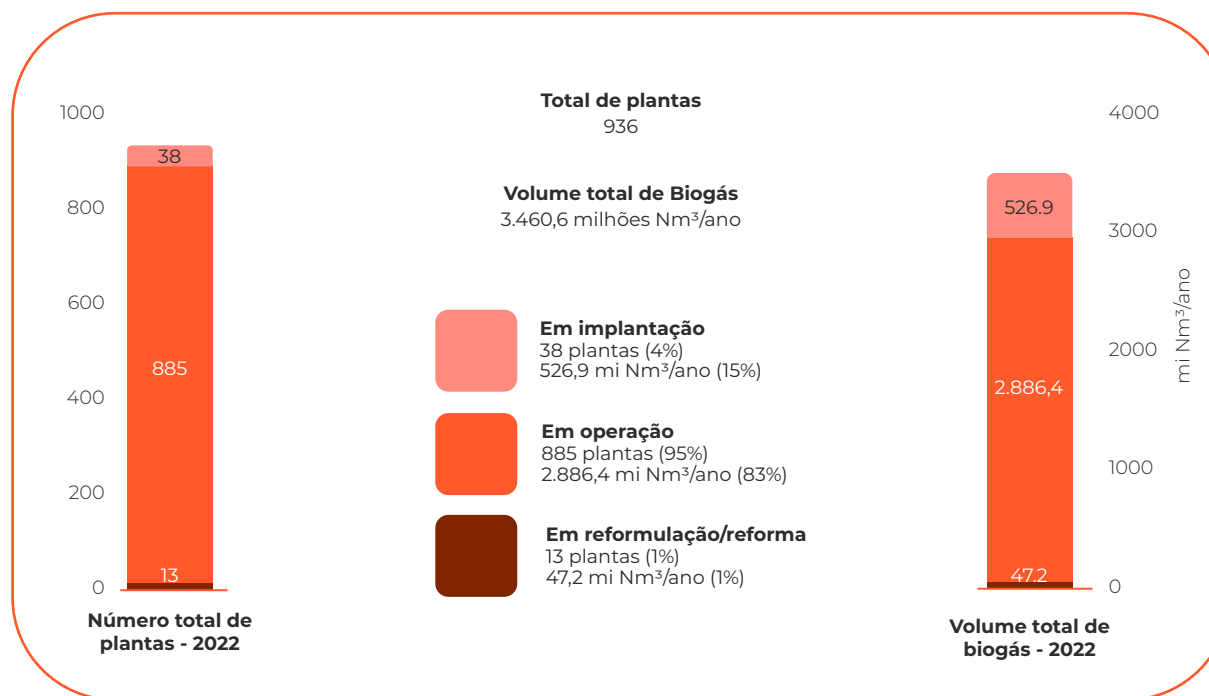 1000
800
600
400
200
0
38
885
13
Número total de
plantas - 2022
Total de plantas
936
Volume total de Biogás
3.460,6 milhões Nm³/ano
Em implantação
38 plantas (4%)
526,9 mi Nm³/ano (15%)
Em operação
885 plantas (95%)
2.886,4 mi Nm³/ano (83%)
Em reformulação/reforma
13 plantas (1%)
47,2 mi Nm³/ano (1%)
526.9
2.886,4
47.2
Volume total de
biogás - 2022
4000
3000
2000
1000
0
mi Nm³/ano